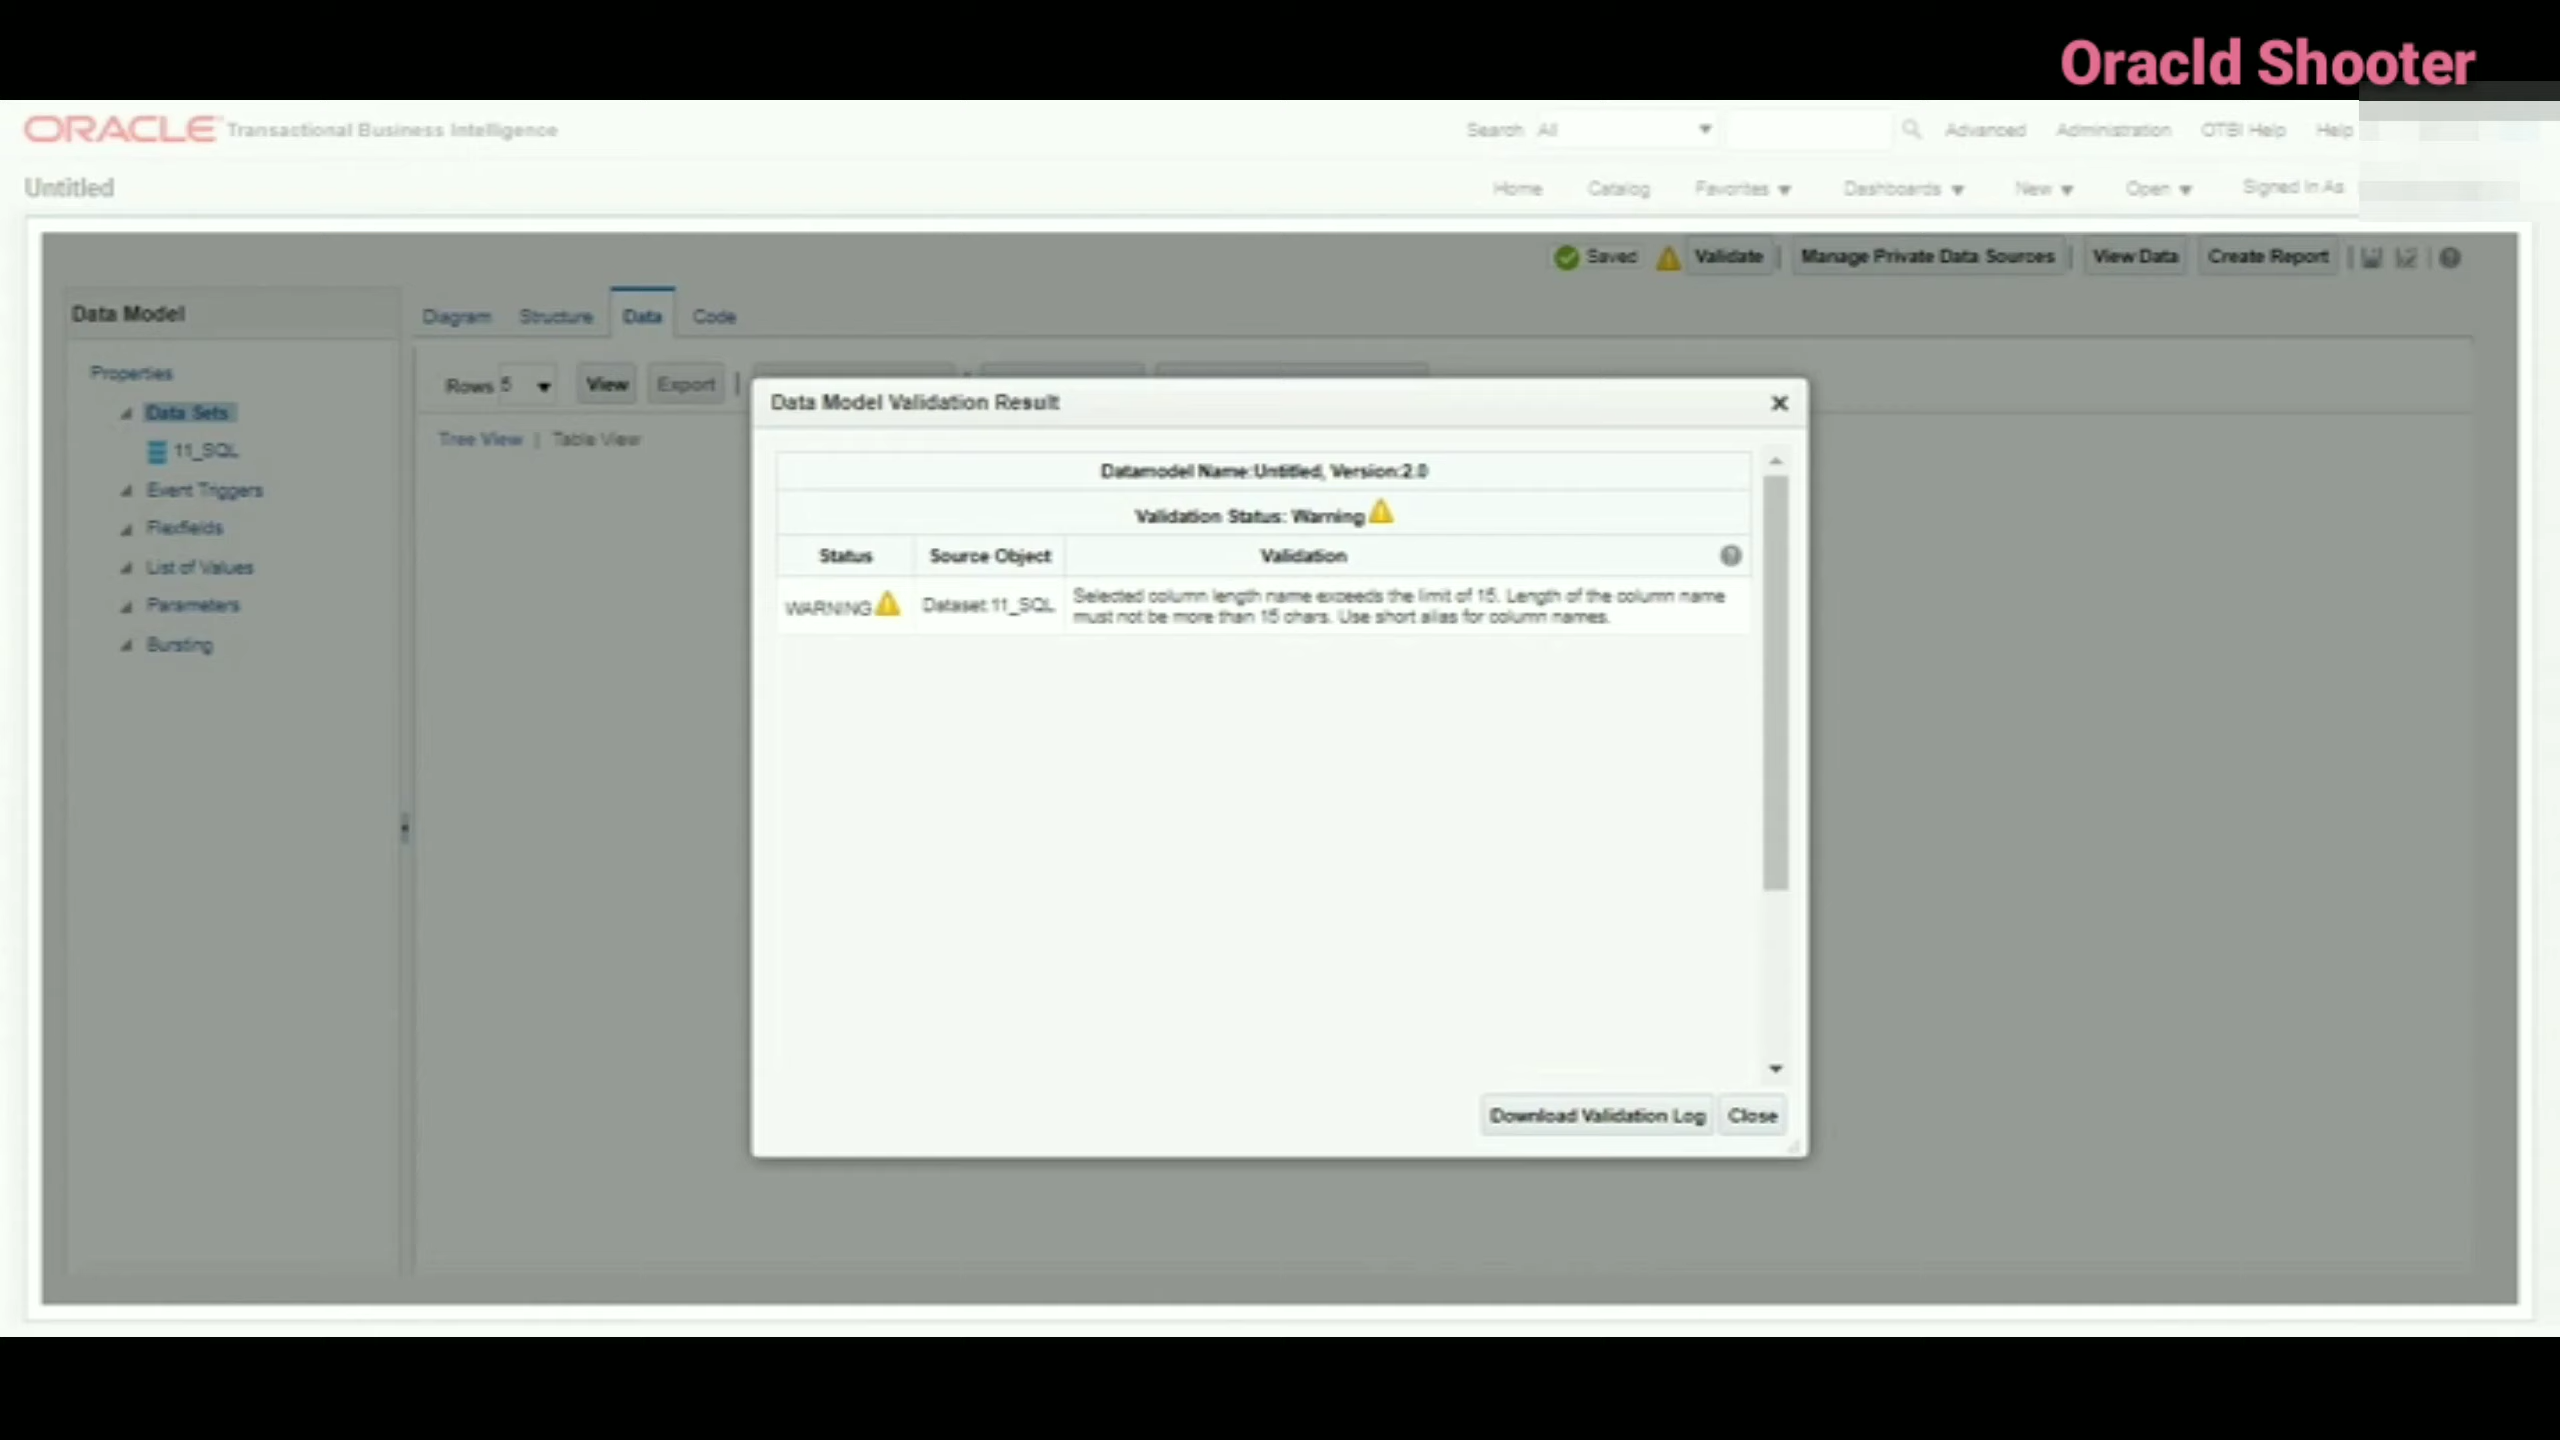 Oracld Shooter
ORACLE Transactional Business Intelligence
Search All Advanced Administration OTBI Help Help
Untitled
Home Catalog Favorites Dashboards New Open Signed In As
Saved Validate Manage Private Data Sources View Data Create Report
Data Model
Diagram Structure Data Code
Properties
Rows 5 View Export
Data Sets
Tree View | Table View
11_SQL
Event Triggers
Flexfields
List of Values
Parameters
Bursting
Data Model Validation Result
Datamodel Name:Untitled, Version:2.0
Validation Status: Warning
Status Source Object Validation
WARNING Dataset:11_SQL Selected column length name exceeds the limit of 15. Length of the column name
must not be more than 15 chars. Use short alias for column names.
Download Validation Log Close